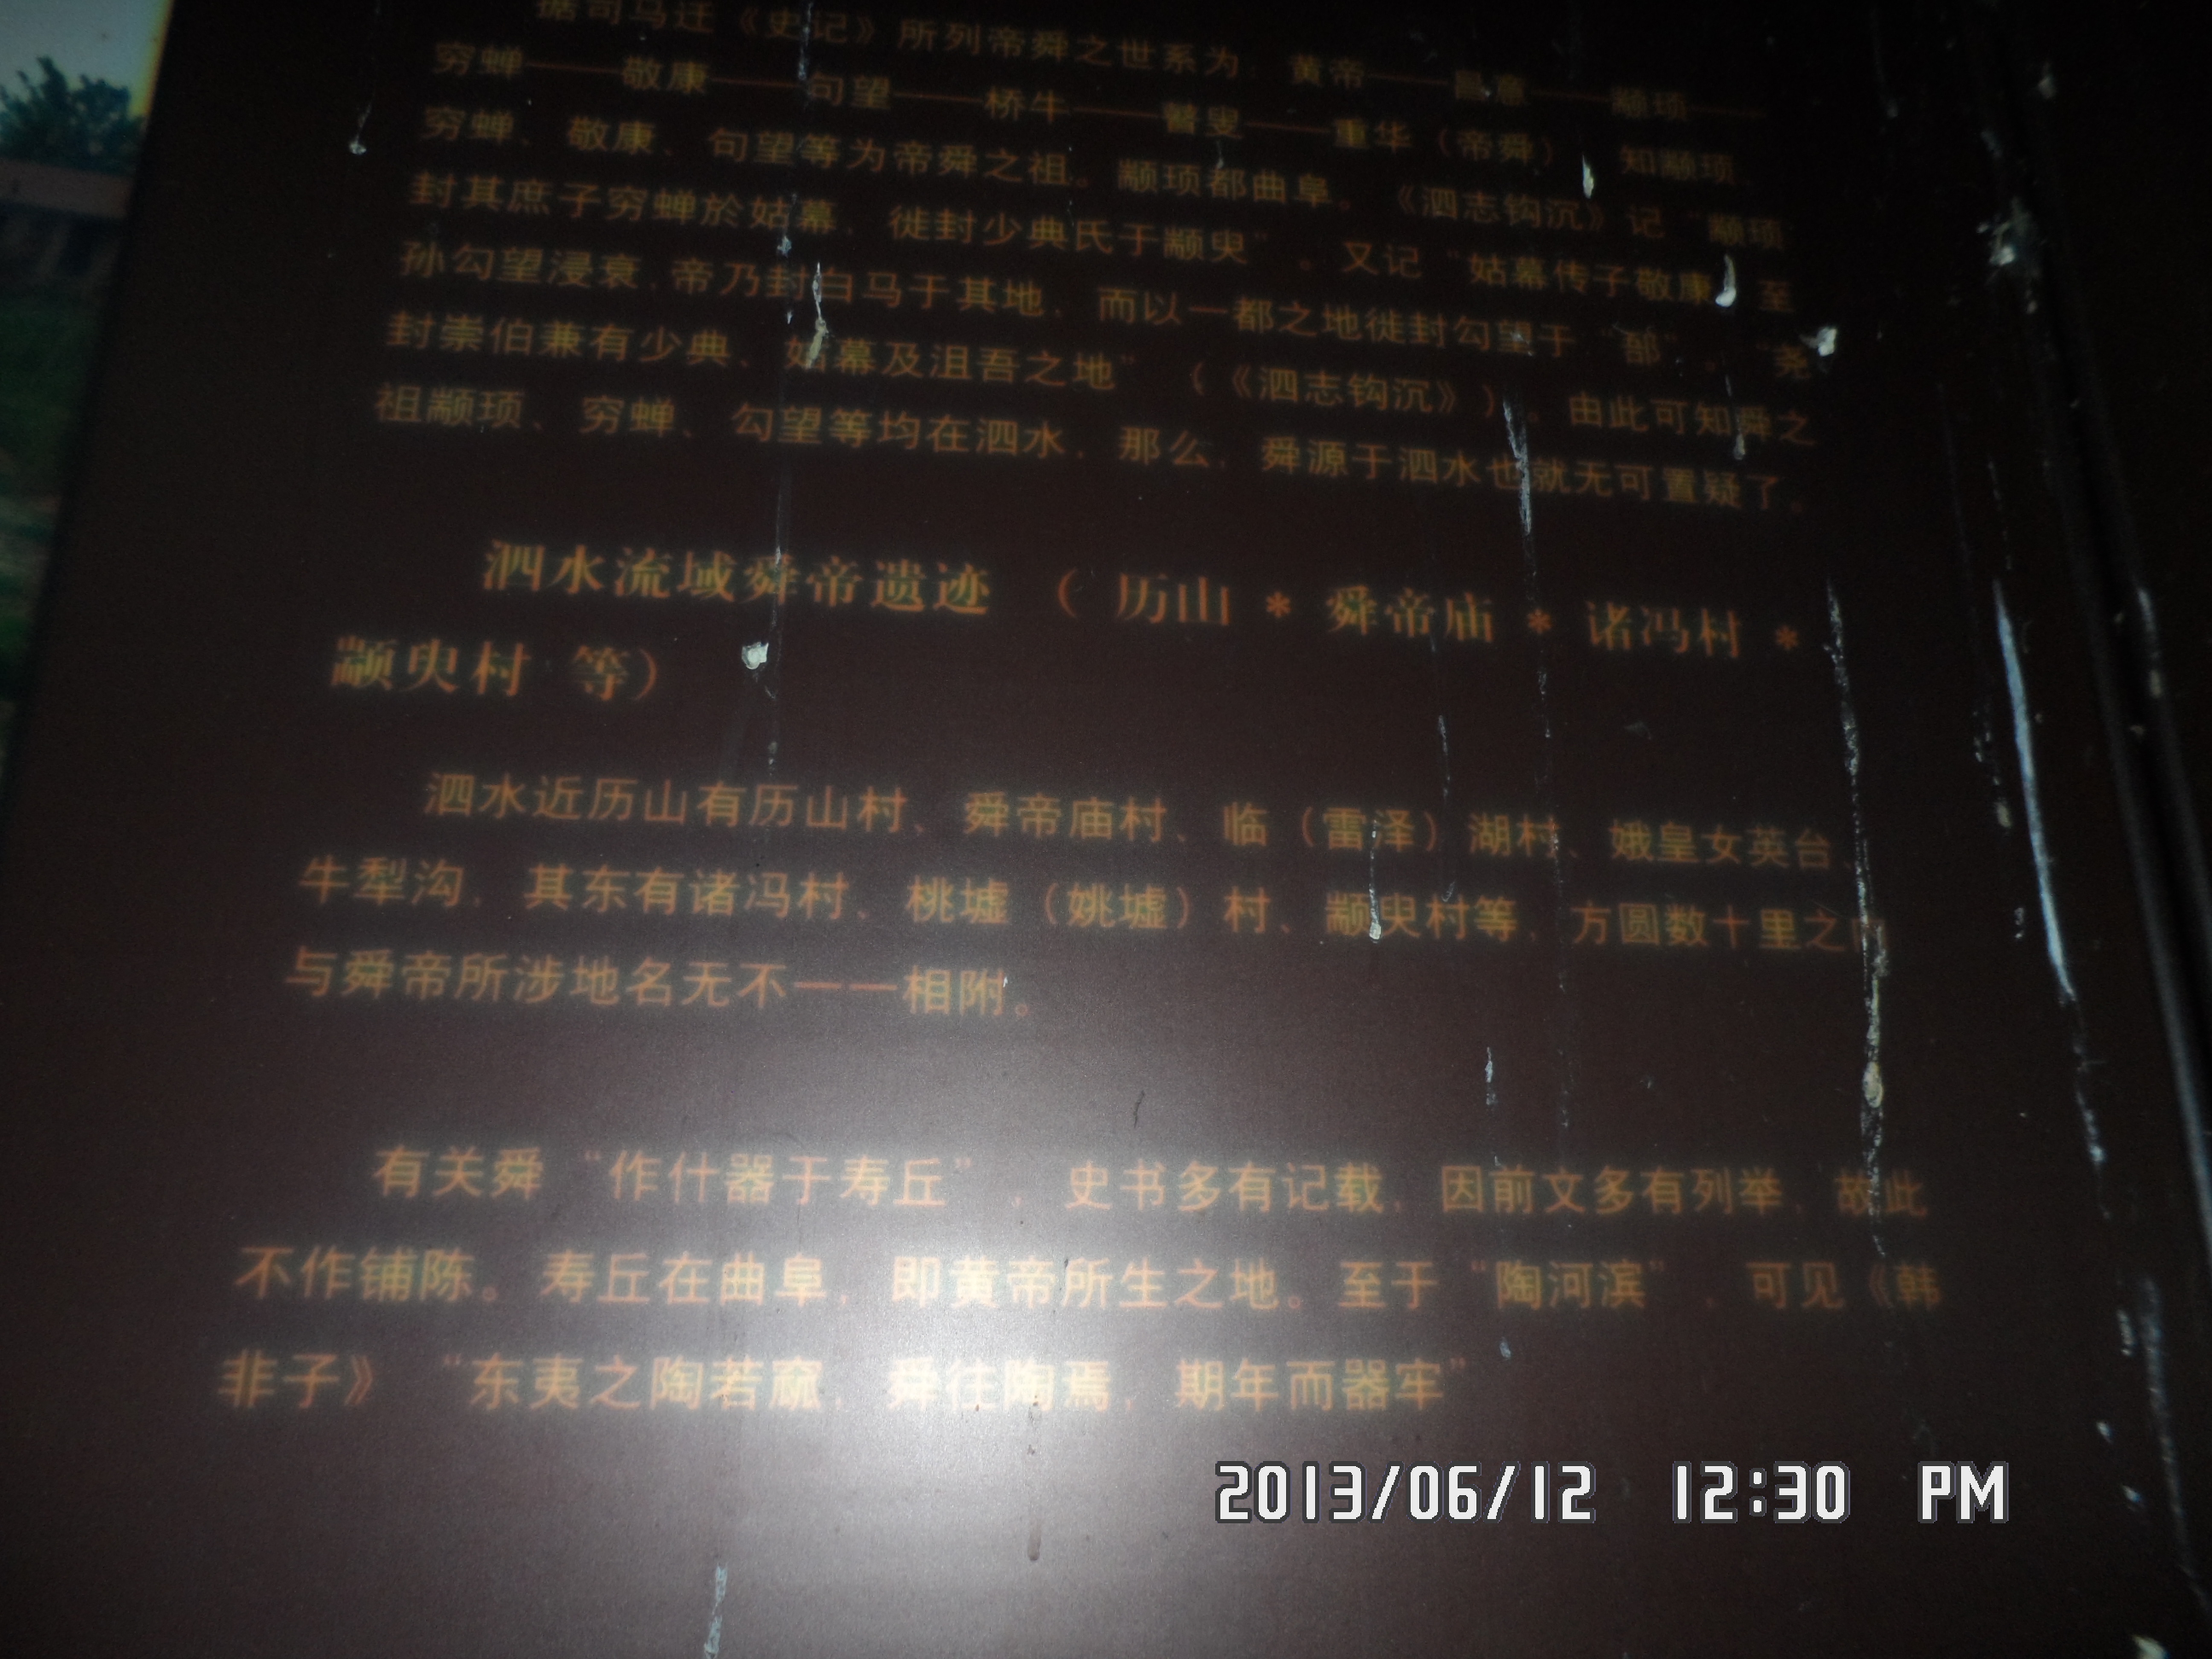 据司马迁《史记》所列帝舜之世系为：黄帝——昌意——颛顼——
穷蝉——敬康——句望——桥牛——瞽叟——重华（帝舜），知颛顼、
穷蝉、敬康、句望等为帝舜之祖。颛顼都曲阜。《泗志钩沉》记“颛顼
封其庶子穷蝉於姑幕，徙封少典氏于颛臾”。又记“姑幕传子敬康，至
孙勾望浸衰，帝乃封白马于其地，而以一都之地徙封勾望于“郚”。“尧
封崇伯兼有少典、姑幕及沮吾之地”（《泗志钩沉》）。由此可知舜之
祖颛顼、穷蝉、勾望等均在泗水，那么，舜源于泗水也就无可置疑了。
泗水流域舜帝遗迹（历山*舜帝庙*诸冯村*
颛臾村 等）
泗水近历山有历山村、舜帝庙村、临（雷泽）湖村、娥皇女英台、
牛犁沟，其东有诸冯村、桃墟（姚墟）村、颛臾村等，方圆数十里之内
与舜帝所涉地名无不一一相附。
有关舜“作什器于寿丘”，史书多有记载，因前文多有列举，故此
不作铺陈。寿丘在曲阜，即黄帝所生之地。至于“陶河滨”，可见《韩
非子》“东夷之陶若窳，舜往陶焉，期年而器牢”
2013/06/12 12:30 PM